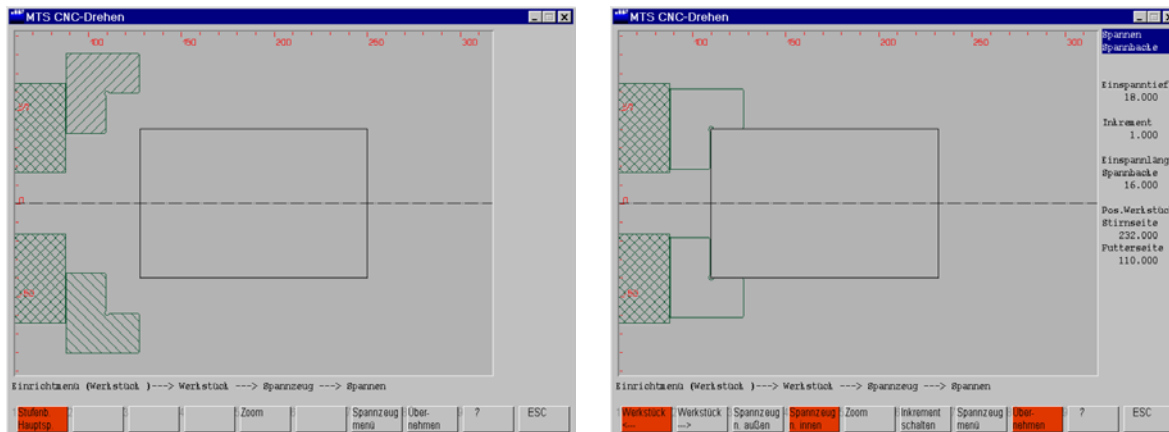 MTS CNC-Drehen
100
200
250
300
0
Einrichtmenü (Werkstück )---> Werkstück ---> Spannzeug ---> Spannen
Stufenb.
Hauptsp.
Zoom
Spannzeug
menü
Über-
nehmen
?
ESC
MTS CNC-Drehen
100
150
200
250
300
0
Spannen
Spannbacke
Einspanntief
18.000
Inkrement
1.000
Einspannläng
Spannbacke
16.000
Pos.Werkstüc
Stirnseite
232.000
Futterseite
110.000
Einrichtmenü (Werkstück )---> Werkstück ---> Spannzeug ---> Spannen
Werkstück
<---
Werkstück
--->
Spannzeug
n. außen
Spannzeug
n. innen
Zoom
Inkrement
schalten
Spannzeug
menü
Über-
nehmen
?
ESC